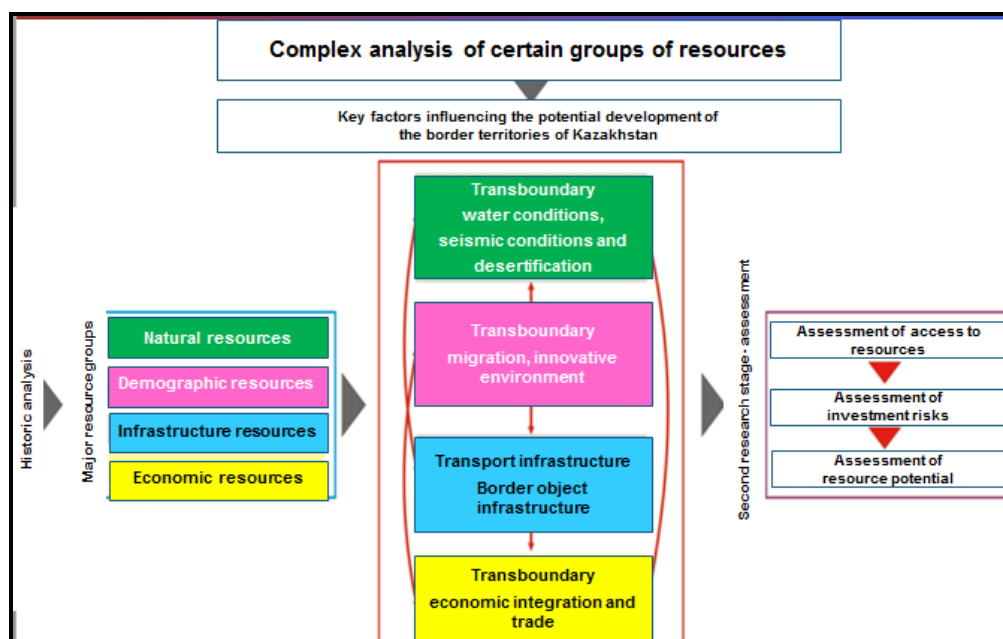 Complex analysis of certain groups of resources
Key factors influencing the potential development of
the border territories of Kazakhstan
Historic analysis
Major resource groups
Natural resources
Demographic resources
Infrastructure resources
Economic resources
Transboundary
water conditions,
seismic conditions and
desertification
Transboundary
migration, innovative
environment
Transport infrastructure
Border object
infrastructure
Transboundary
economic integration and
trade
Second research stage- assessment
Assessment of access to
resources
Assessment of
investment risks
Assessment of
resource potential